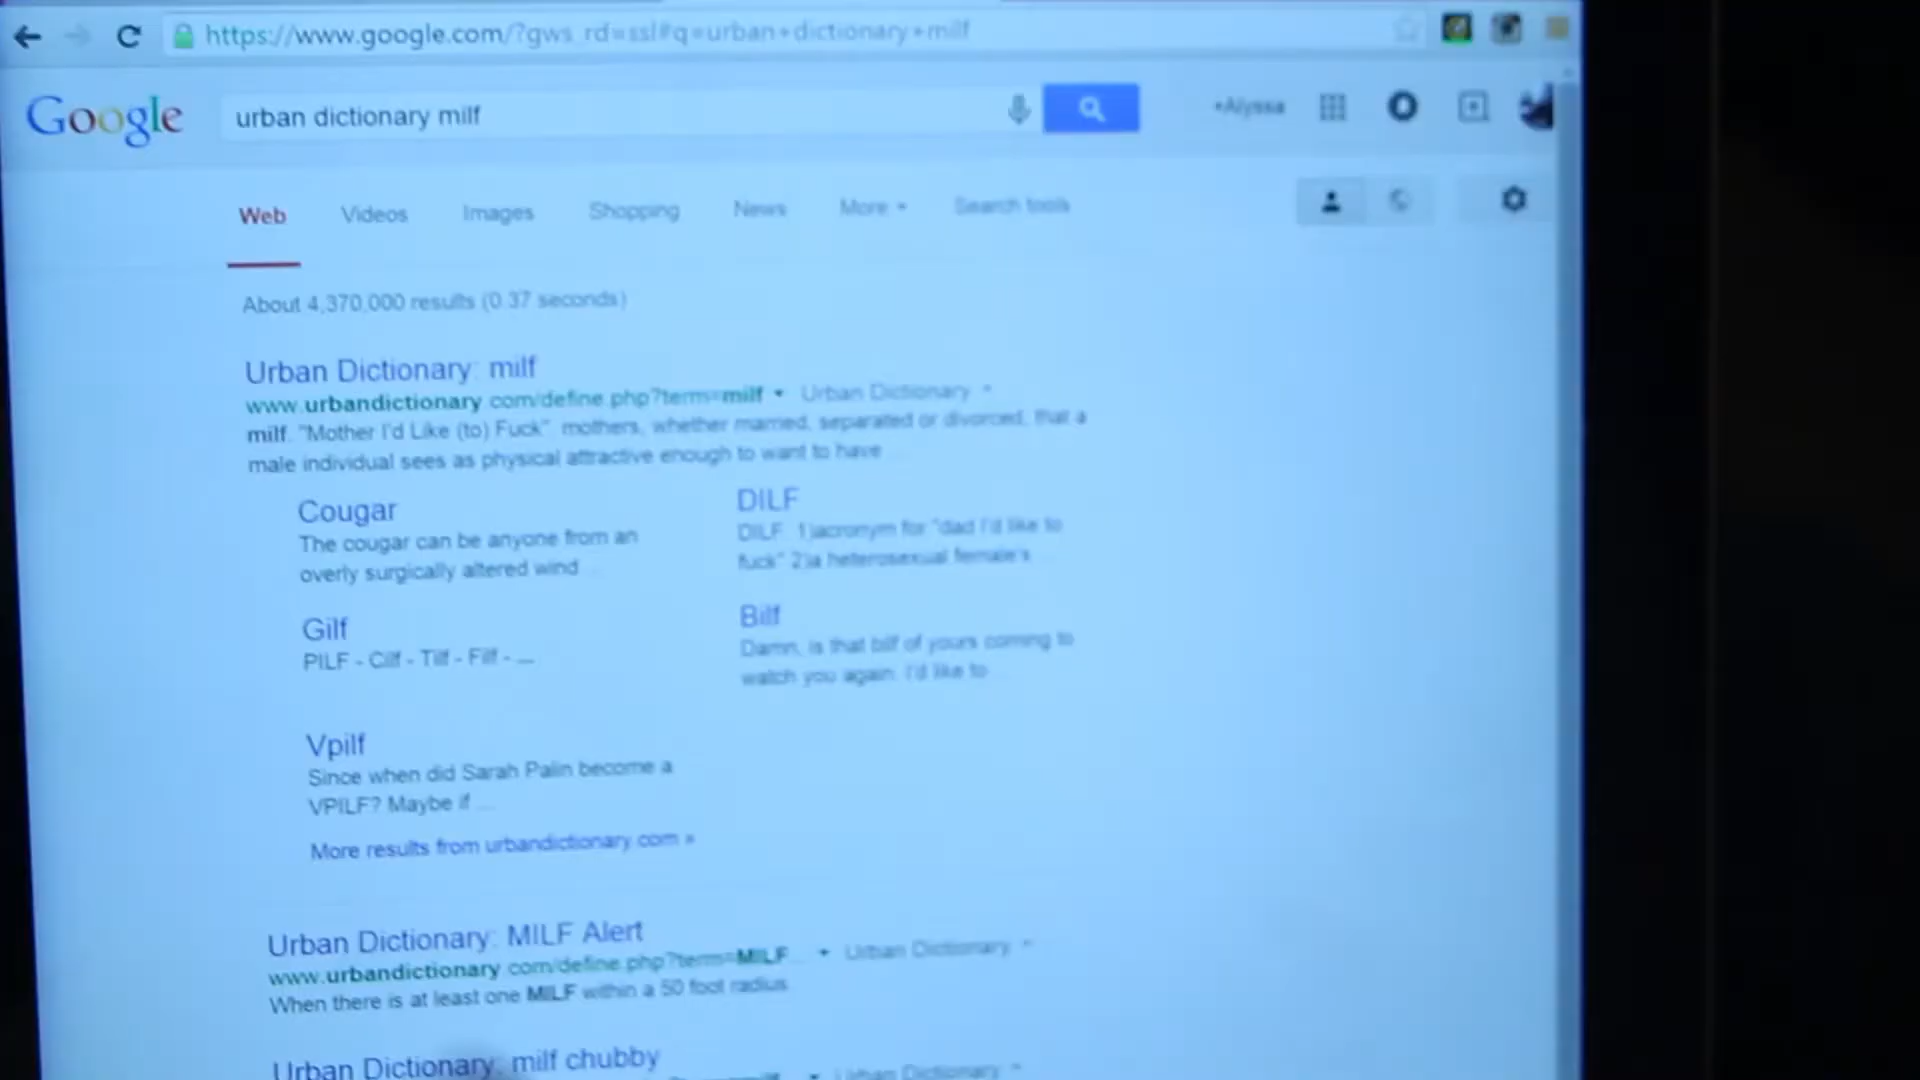 https://www.google.com/?gws_rd=ssl#q=urban+dictionary+milf
Google
urban dictionary milf
+Alyssa
Web Videos Images Shopping News More Search tools
About 4,370,000 results (0.37 seconds)
Urban Dictionary: milf
www.urbandictionary.com/define.php?term=milf Urban Dictionary
milf. "Mother I'd Like (to) Fuck". mothers, whether married, separated or divorced, that a
male individual sees as physical attractive enough to want to have ...
Cougar
The cougar can be anyone from an
overly surgically altered wind ...
DILF
DILF. 1)acronym for "dad I'd like to
fuck" 2)a heterosexual female's ...
Gilf
PILF - Cilf - Tilf - Filf - ...
Bilf
Damn, is that bilf of yours coming to
watch you again. I'd like to ...
Vpilf
Since when did Sarah Palin become a
VPILF? Maybe if ...
More results from urbandictionary.com »
Urban Dictionary: MILF Alert
www.urbandictionary.com/define.php?term=MILF... Urban Dictionary
When there is at least one MILF within a 50 foot radius.
Urban Dictionary: milf chubby
Urban Dictionary